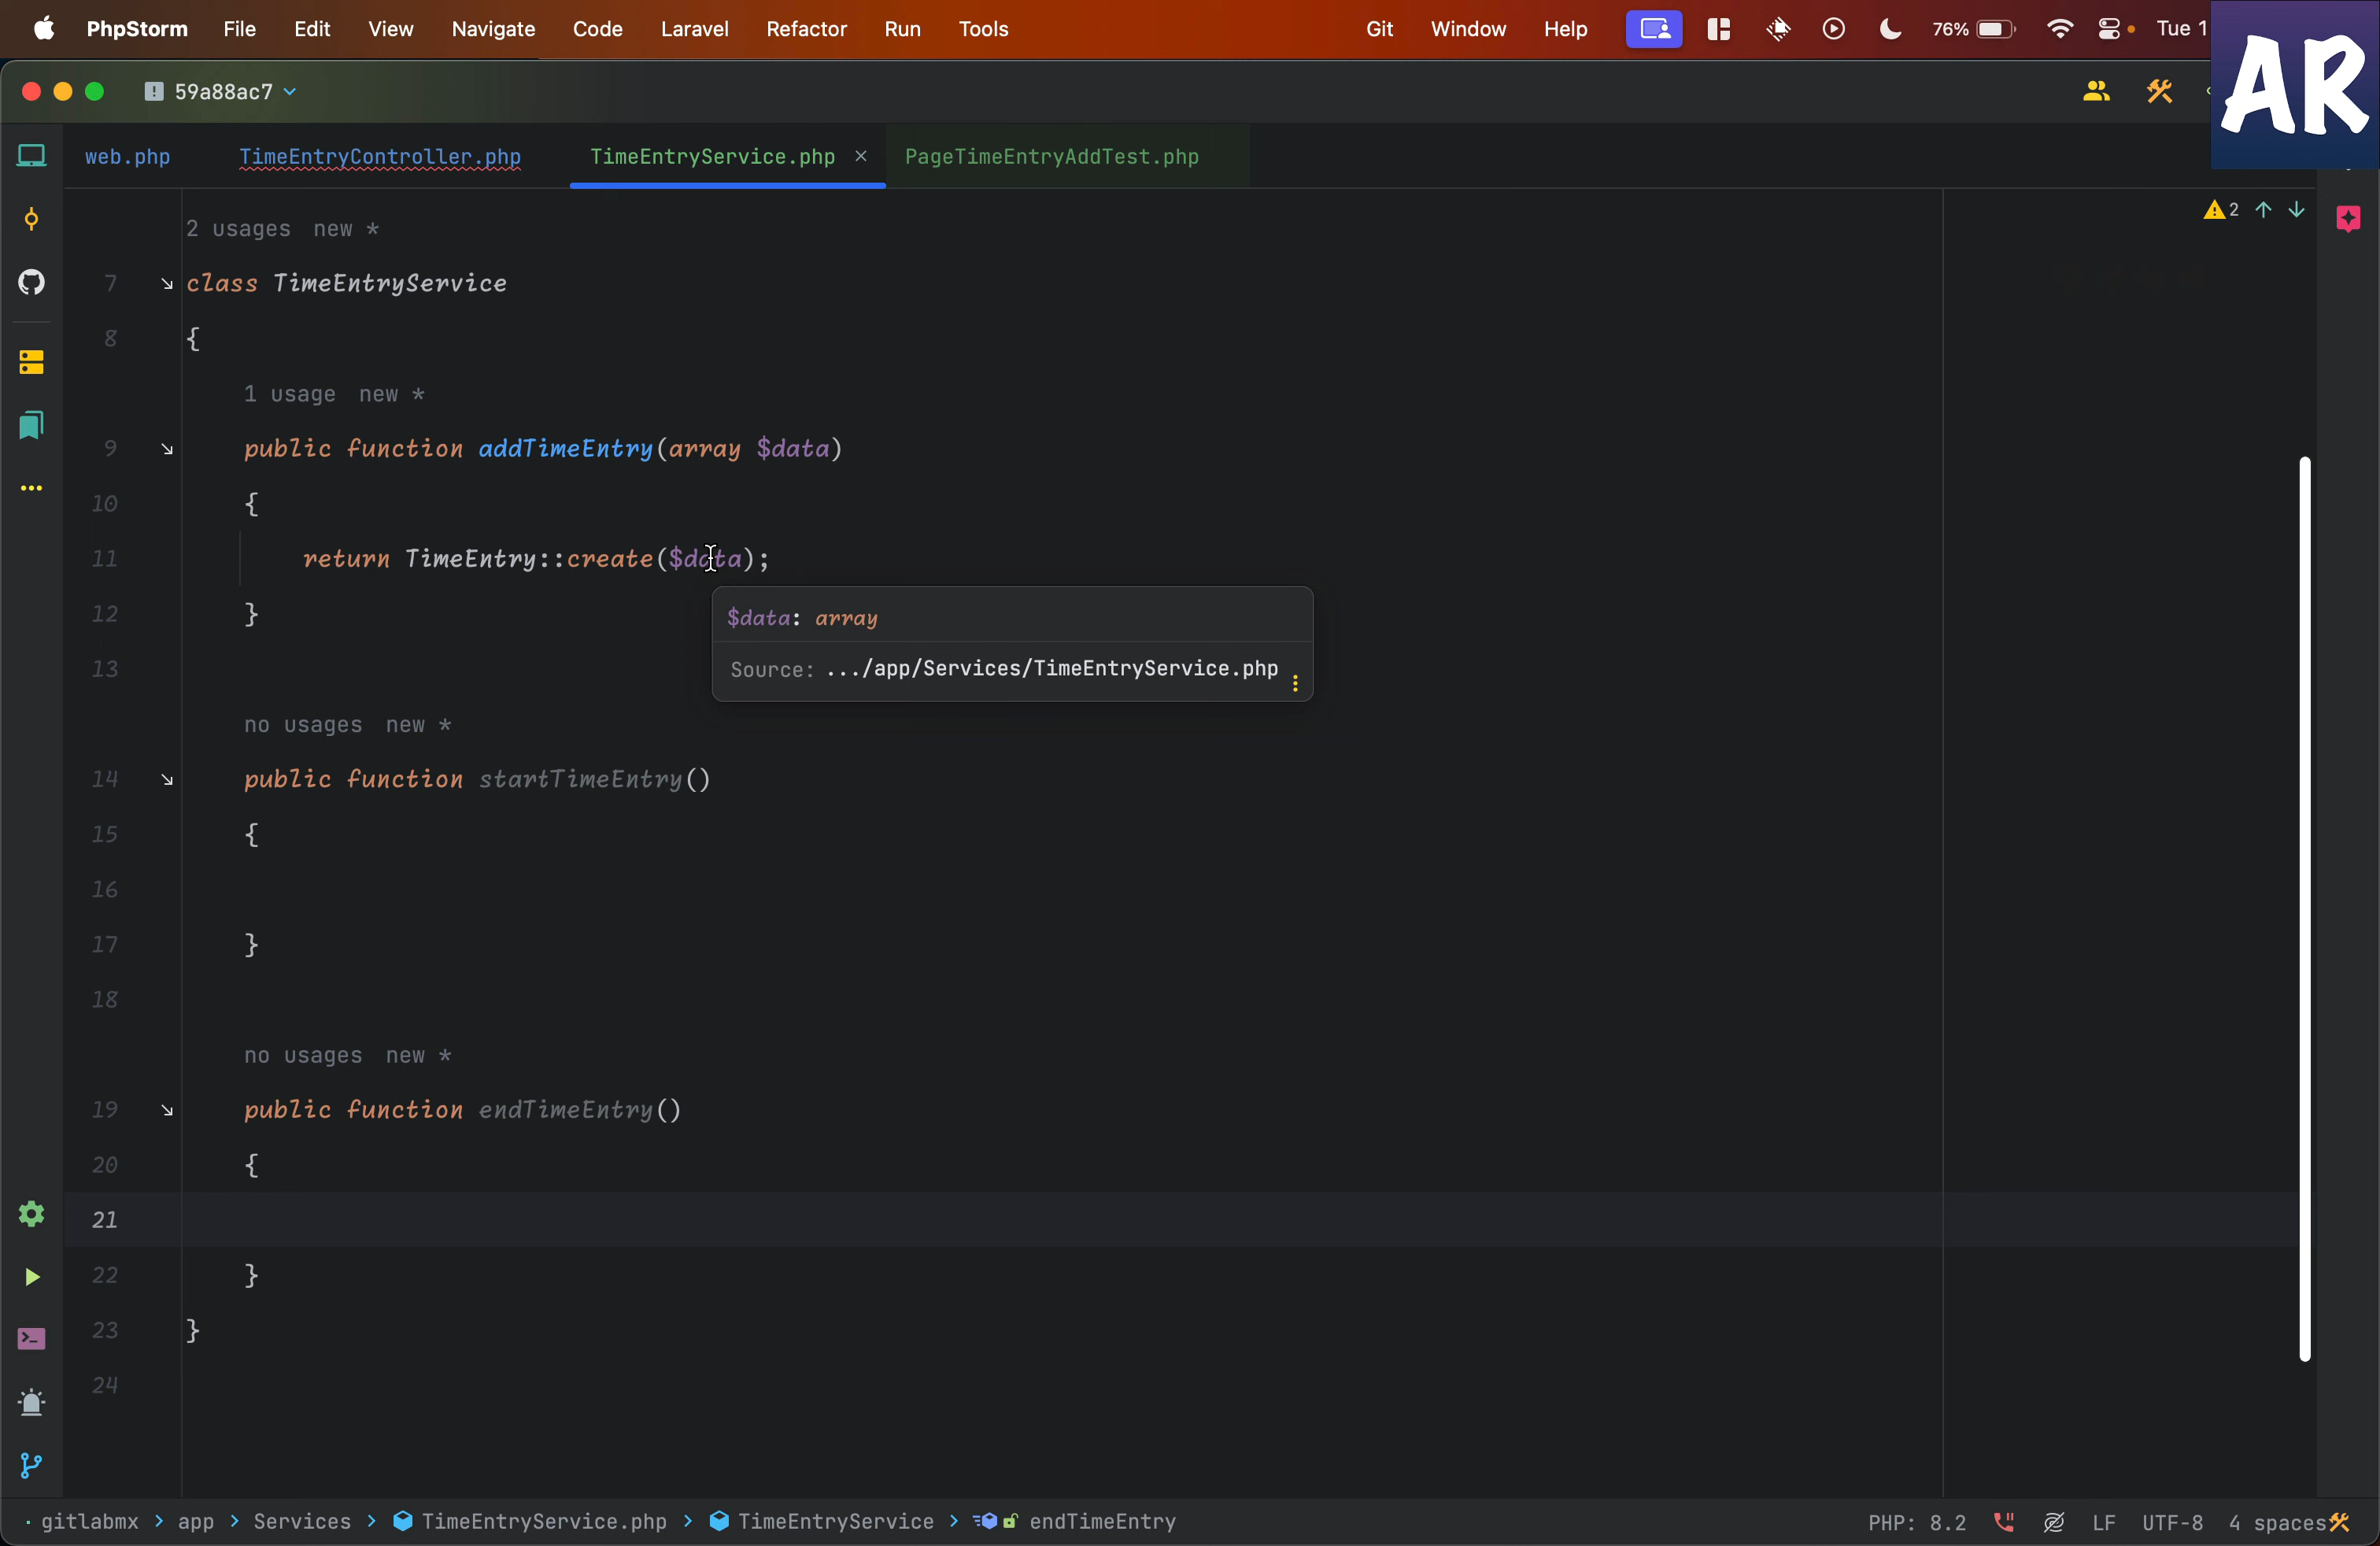 PhpStorm File Edit View Navigate Code Laravel Refactor Run Tools Git Window Help 76% Tue 1
AR
59a88ac7
web.php TimeEntryController.php TimeEntryService.php PageTimeEntryAddTest.php
2
2 usages new *
7 class TimeEntryService
8 {
1 usage new *
9 public function addTimeEntry(array $data)
10 {
11 return TimeEntry::create($data);
12 }
$data: array
13
Source: .../app/Services/TimeEntryService.php
no usages new *
14 public function startTimeEntry()
15 {
16
17 }
18
no usages new *
19 public function endTimeEntry()
20 {
21
22 }
23 }
24
gitlabmx > app > Services > TimeEntryService.php > TimeEntryService > endTimeEntry PHP: 8.2 LF UTF-8 4 spaces